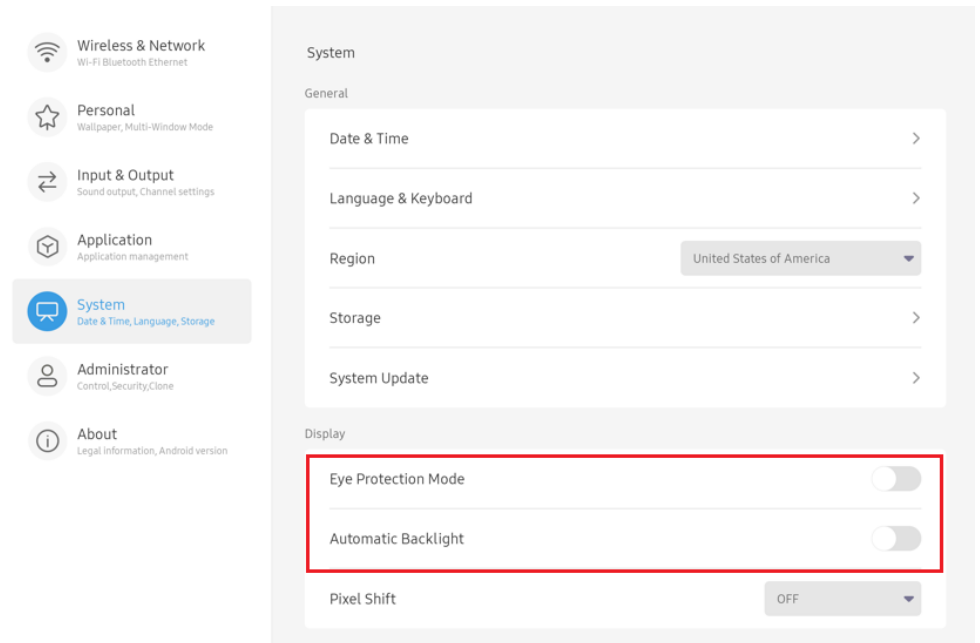 Wireless & Network
Wi-Fi Bluetooth Ethernet
Personal
Wallpaper, Multi-Window Mode
Input & Output
Sound output, Channel settings
Application
Application management
System
Date & Time, Language, Storage
Administrator
Control,Security,Clone
About
Legal information, Android version
System
General
Date & Time
Language & Keyboard
Region United States of America
Storage
System Update
Display
Eye Protection Mode
Automatic Backlight
Pixel Shift OFF